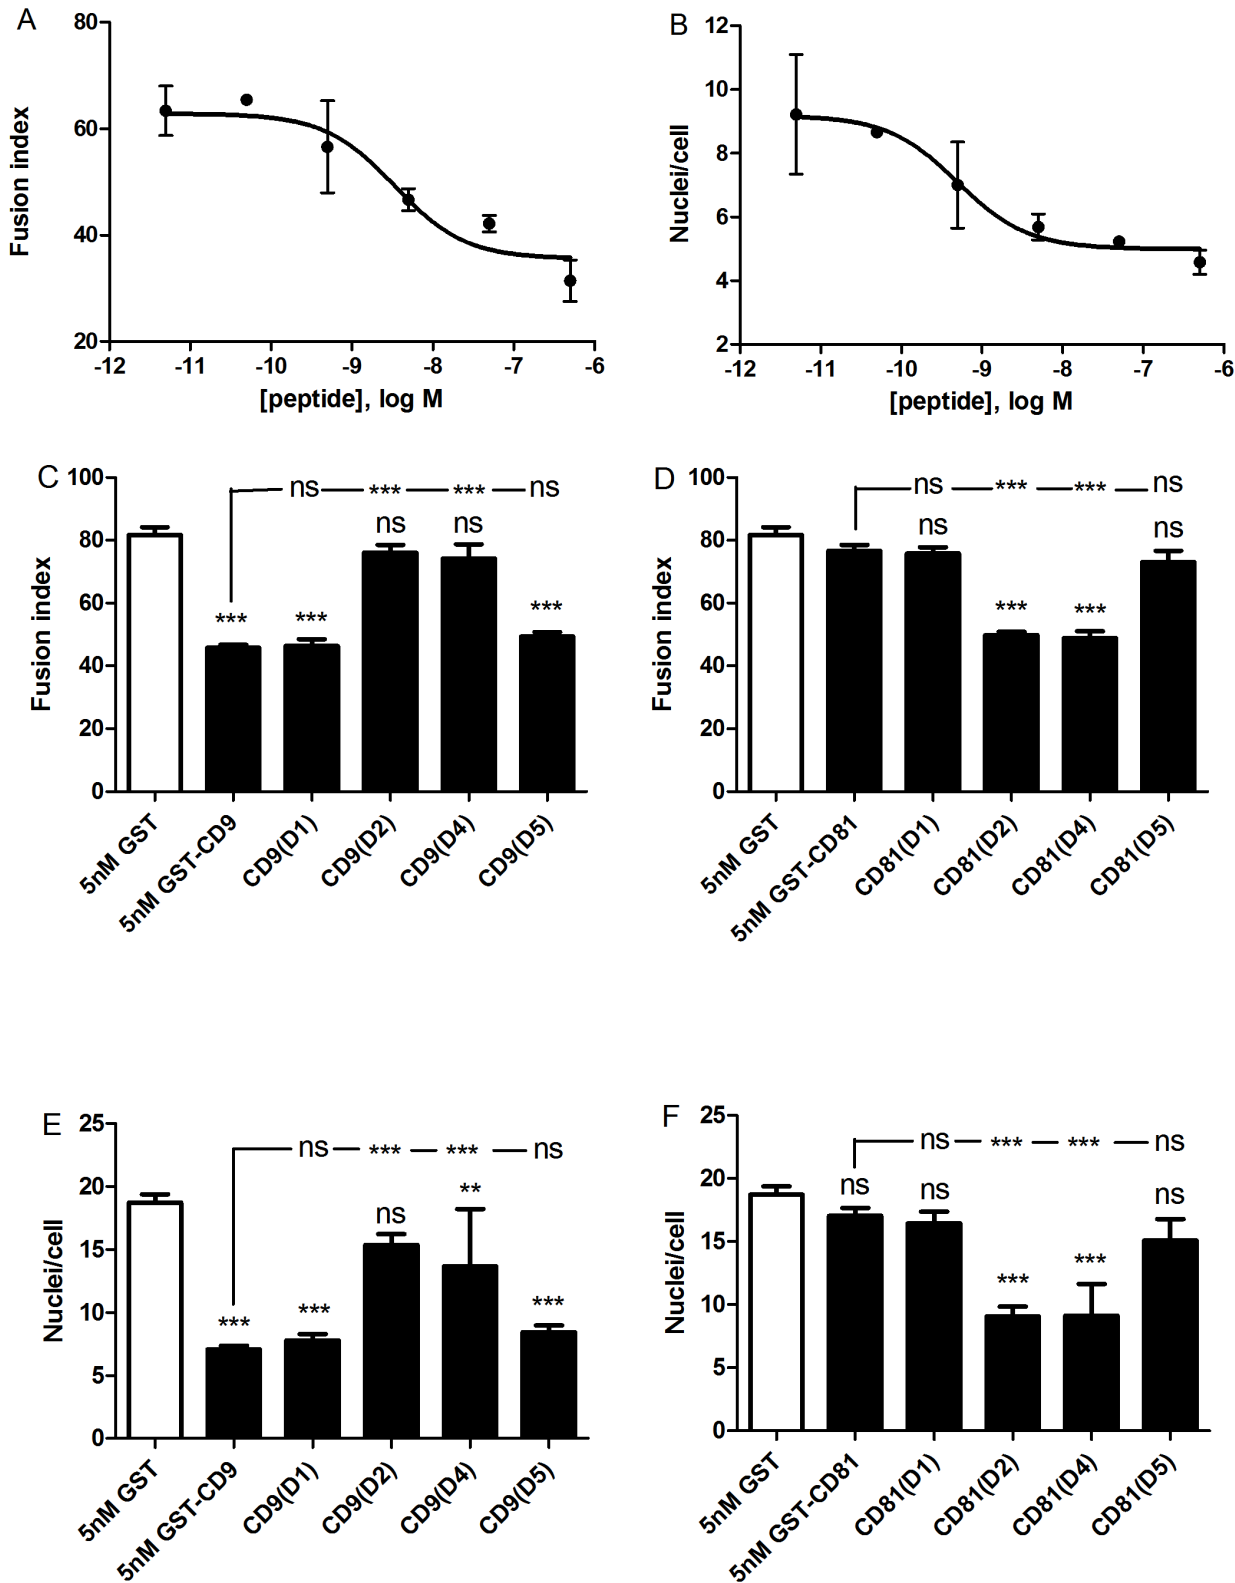 A
80
60
40
20
Fusion index
-12 -11 -10 -9 -8 -7 -6
[peptide], log M
B
12
10
8
6
4
2
Nuclei/cell
-12 -11 -10 -9 -8 -7 -6
[peptide], log M
C
100
80
60
40
20
0
Fusion index
ns *** *** ns
ns ns
*** *** ***
5nM GST
5nM GST-CD9
CD9(D1)
CD9(D2)
CD9(D4)
CD9(D5)
D
100
80
60
40
20
0
Fusion index
ns *** *** ns
ns ns
*** ***
5nM GST
5nM GST-CD81
CD81(D1)
CD81(D2)
CD81(D4)
CD81(D5)
E
25
20
15
10
5
0
Nuclei/cell
ns *** *** ns
**
ns
*** *** ***
5nM GST
5nM GST-CD9
CD9(D1)
CD9(D2)
CD9(D4)
CD9(D5)
F
25
20
15
10
5
0
Nuclei/cell
ns *** *** ns
ns ns ns
*** ***
5nM GST
5nM GST-CD81
CD81(D1)
CD81(D2)
CD81(D4)
CD81(D5)